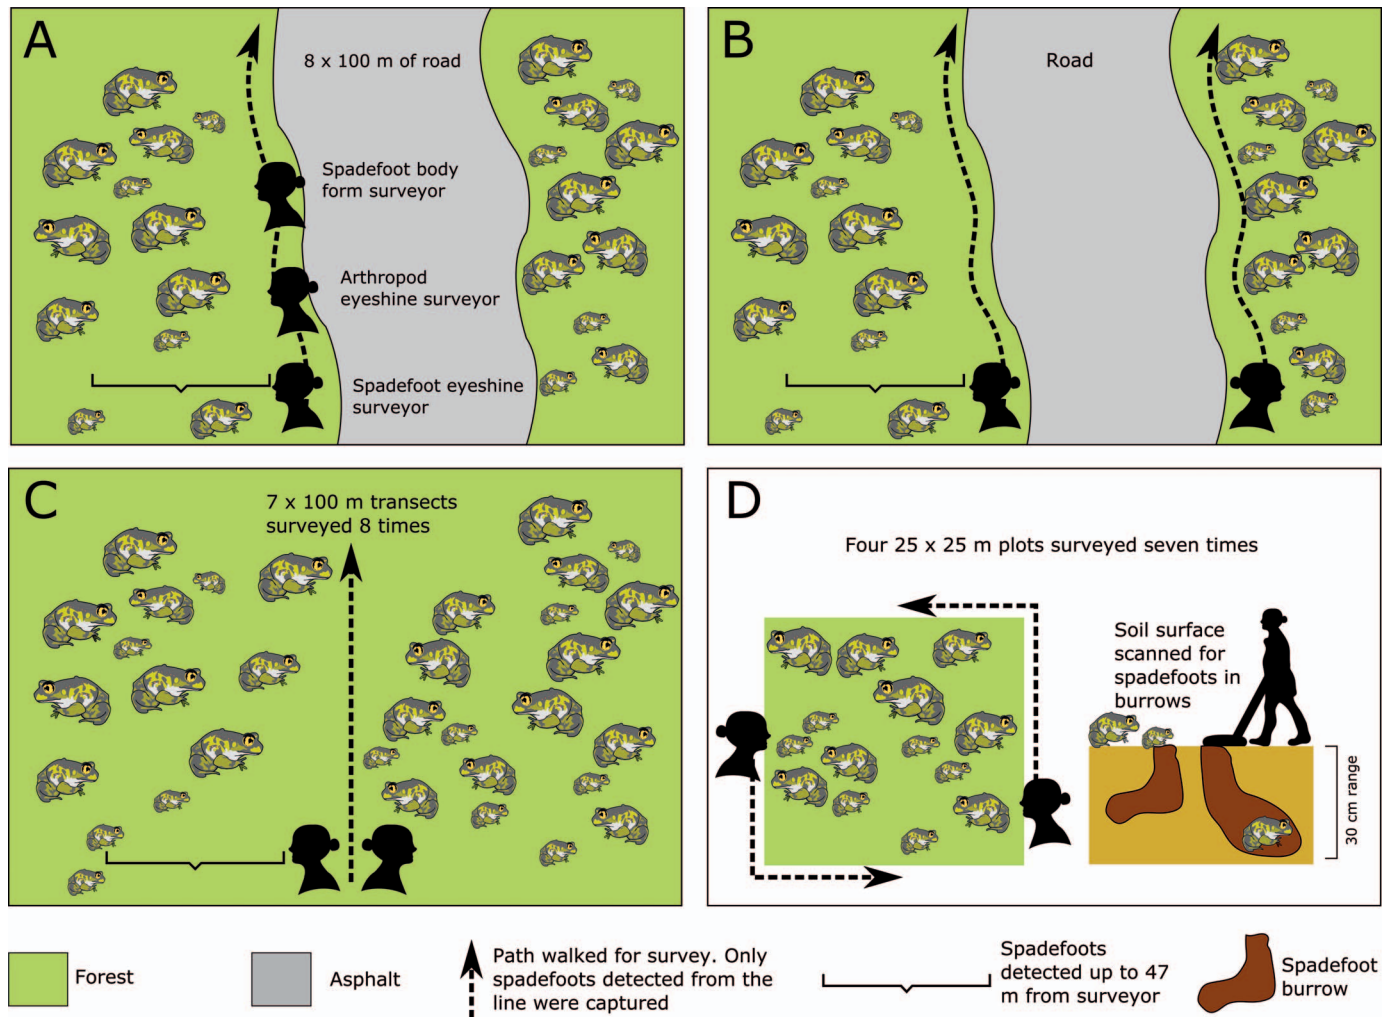 A
8 x 100 m of road
Spadefoot body
form surveyor
Arthropod
eyeshine surveyor
Spadefoot eyeshine
surveyor
B
Road
C
7 x 100 m transects
surveyed 8 times
D
Four 25 x 25 m plots surveyed seven times
Soil surface
scanned for
spadefoots in
burrows
30 cm range
Forest
Asphalt
Path walked for survey. Only
spadefoots detected from the
line were captured
Spadefoots
detected up to 47
m from surveyor
Spadefoot
burrow